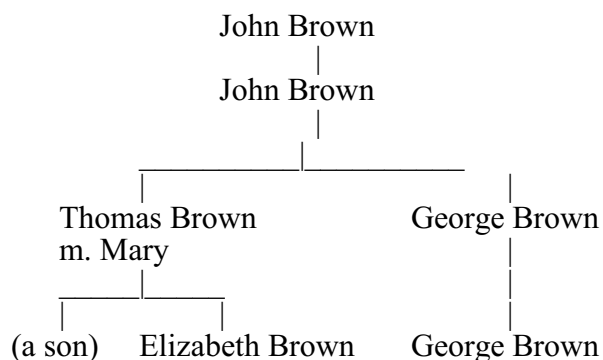 John Brown
John Brown
Thomas Brown George Brown
m. Mary
(a son) Elizabeth Brown George Brown